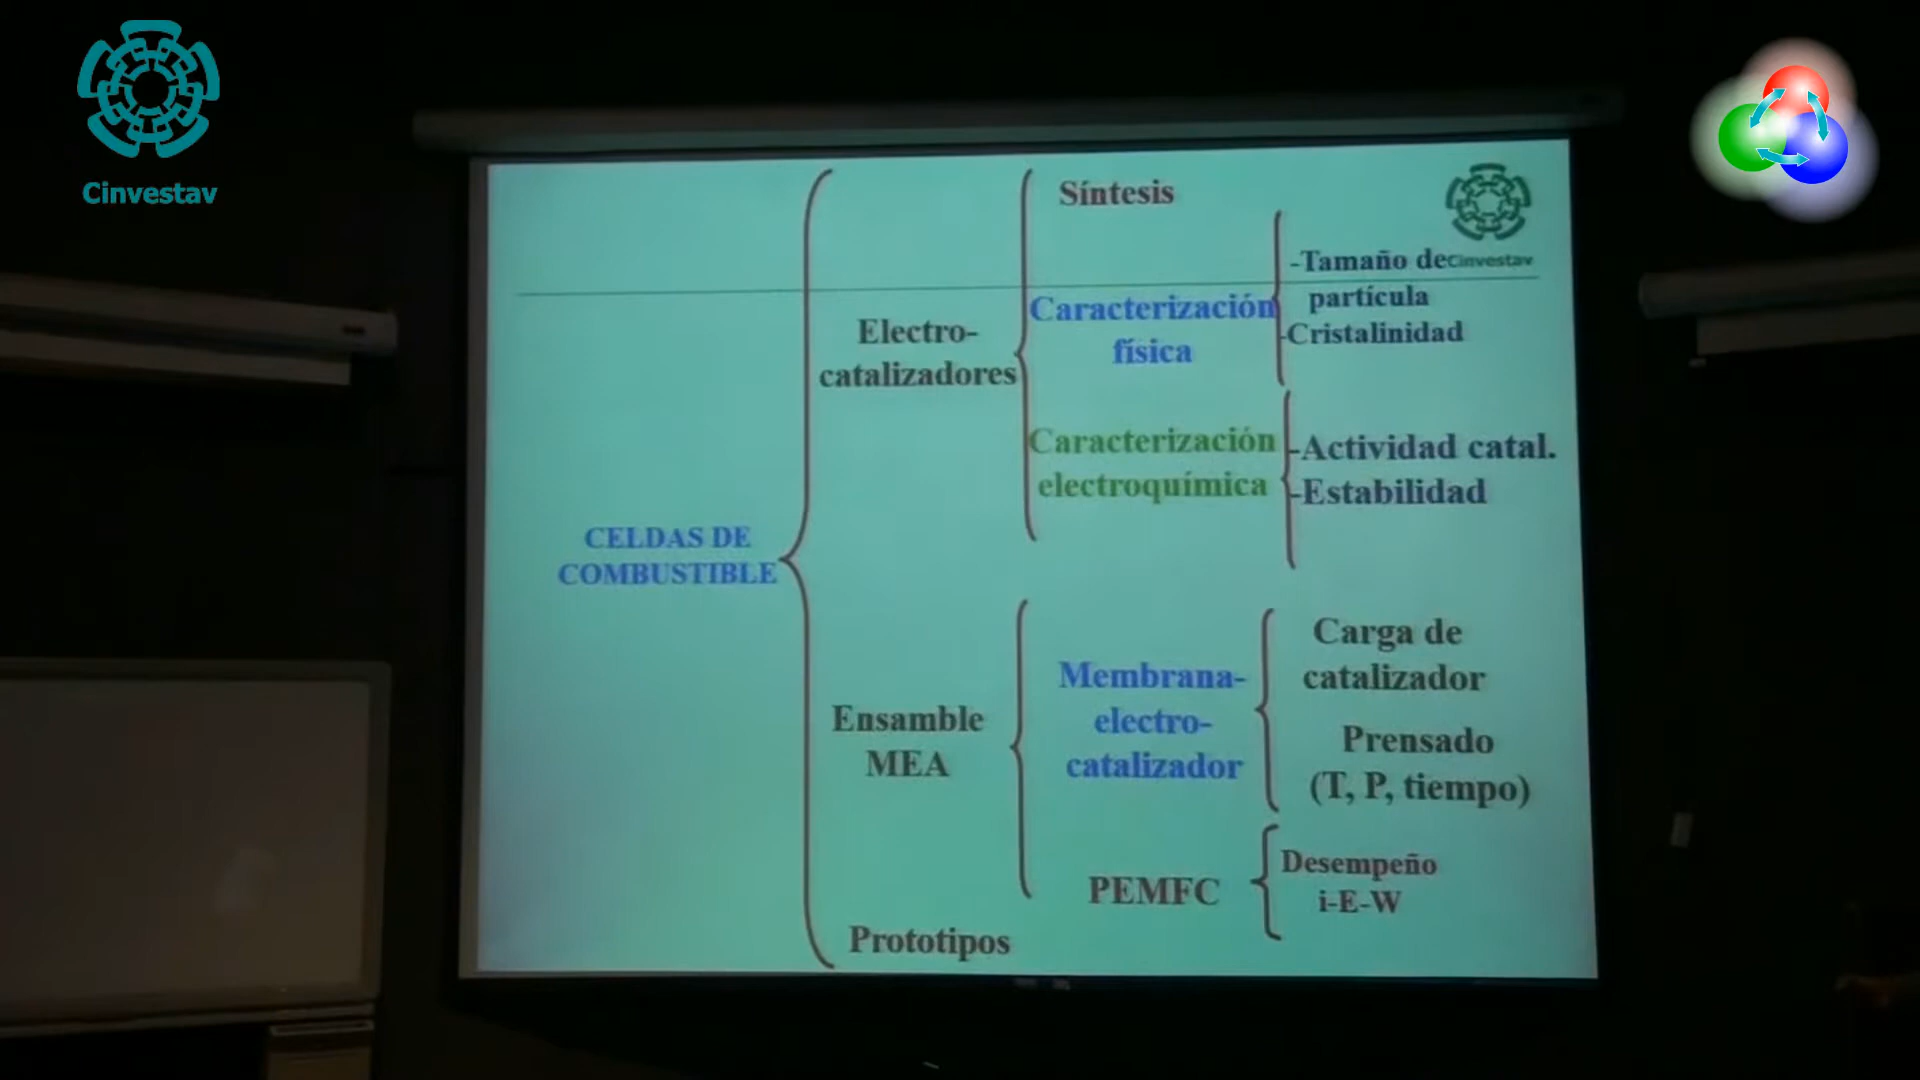 Cinvestav
Síntesis
-Tamaño de
Cinvestav
partícula
Caracterización
física
-Cristalinidad
Electro-
catalizadores
Caracterización
electroquímica
-Actividad catal.
-Estabilidad
CELDAS DE
COMBUSTIBLE
Ensamble
MEA
Membrana-
electro-
catalizador
Carga de
catalizador
Prensado
(T, P, tiempo)
PEMFC
Desempeño
i-E-W
Prototipos